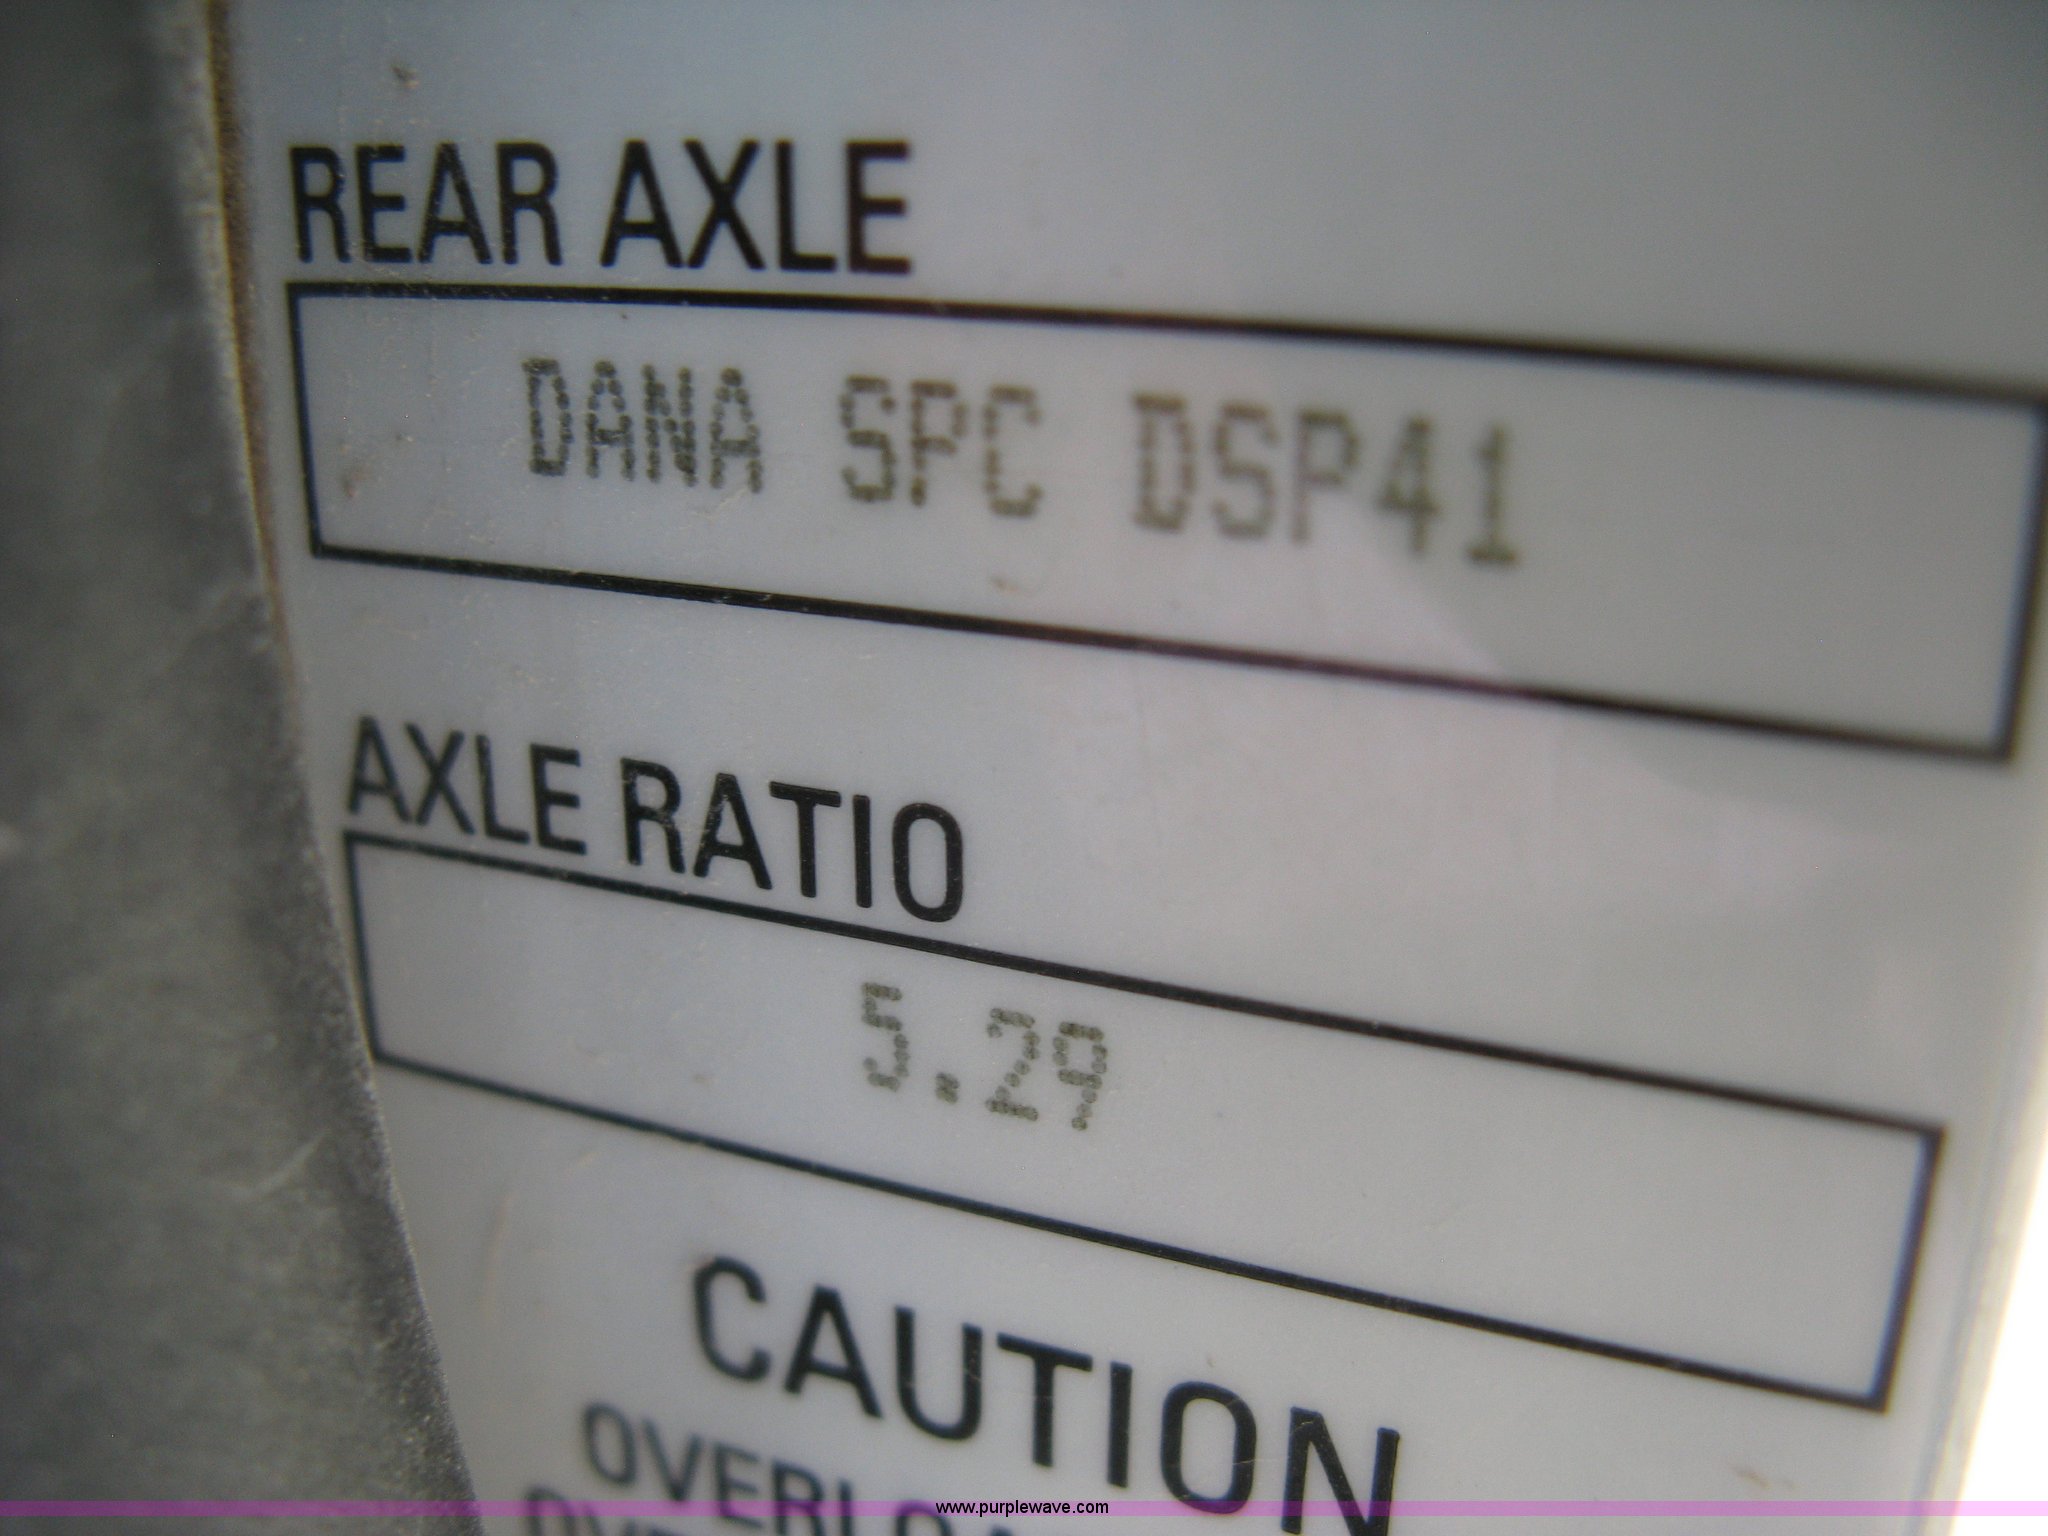 REAR AXLE
DANA SPC DSP41
AXLE RATIO
5.29
CAUTION
www.purplewave.com